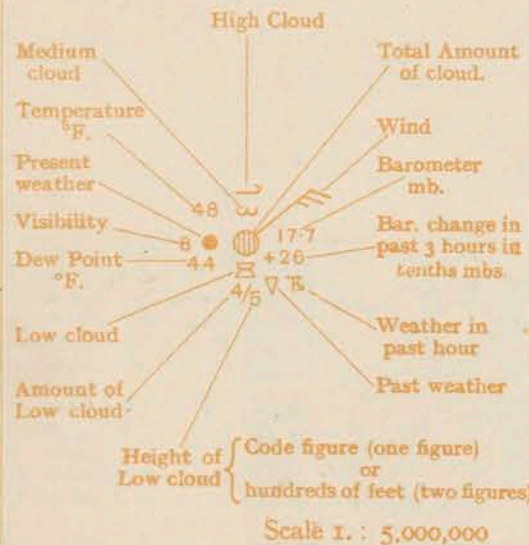 High Cloud
Medium cloud
Total Amount of cloud.
Temperature °F.
Wind
Present weather
Barometer mb.
48
Visibility
6
17.7
Bar. change in past 3 hours in tenths mbs.
+26
Dew Point °F.
44
4/5
Low cloud
Weather in past hour
Amount of Low cloud
Past weather
Height of Low cloud
Code figure (one figure)
or
hundreds of feet (two figures)
Scale 1. : 5,000,000